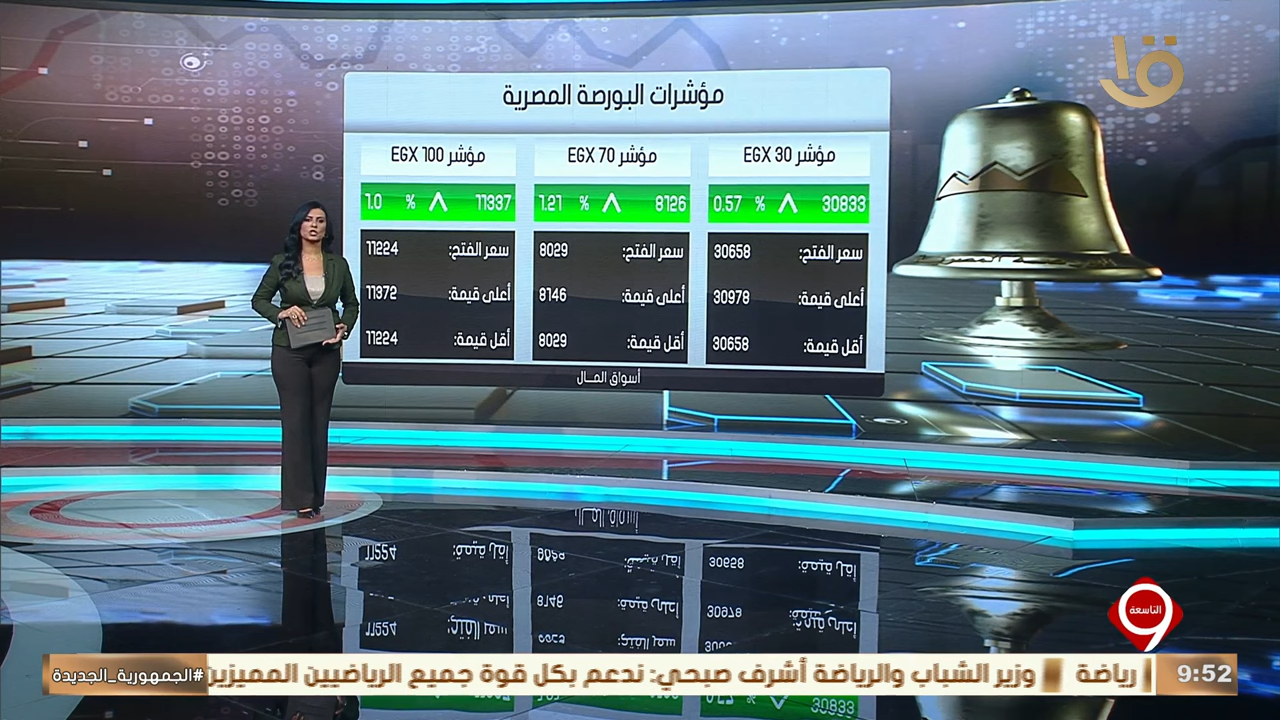 مؤشرات البورصة المصرية
مؤشر EGX 30
30833 % 0.57
سعر الفتح: 30658
أعلى قيمة: 30978
أقل قيمة: 30658
مؤشر EGX 70
8126 % 1.21
سعر الفتح: 8029
أعلى قيمة: 8146
أقل قيمة: 8029
مؤشر EGX 100
11337 % 1.0
سعر الفتح: 11224
أعلى قيمة: 11372
أقل قيمة: 11224
أسواق المـال
التاسعة
9
9:52
رياضة
وزير الشباب والرياضة أشرف صبحي: ندعم بكل قوة جميع الرياضيين المميزين
#الجمهورية_الجديدة